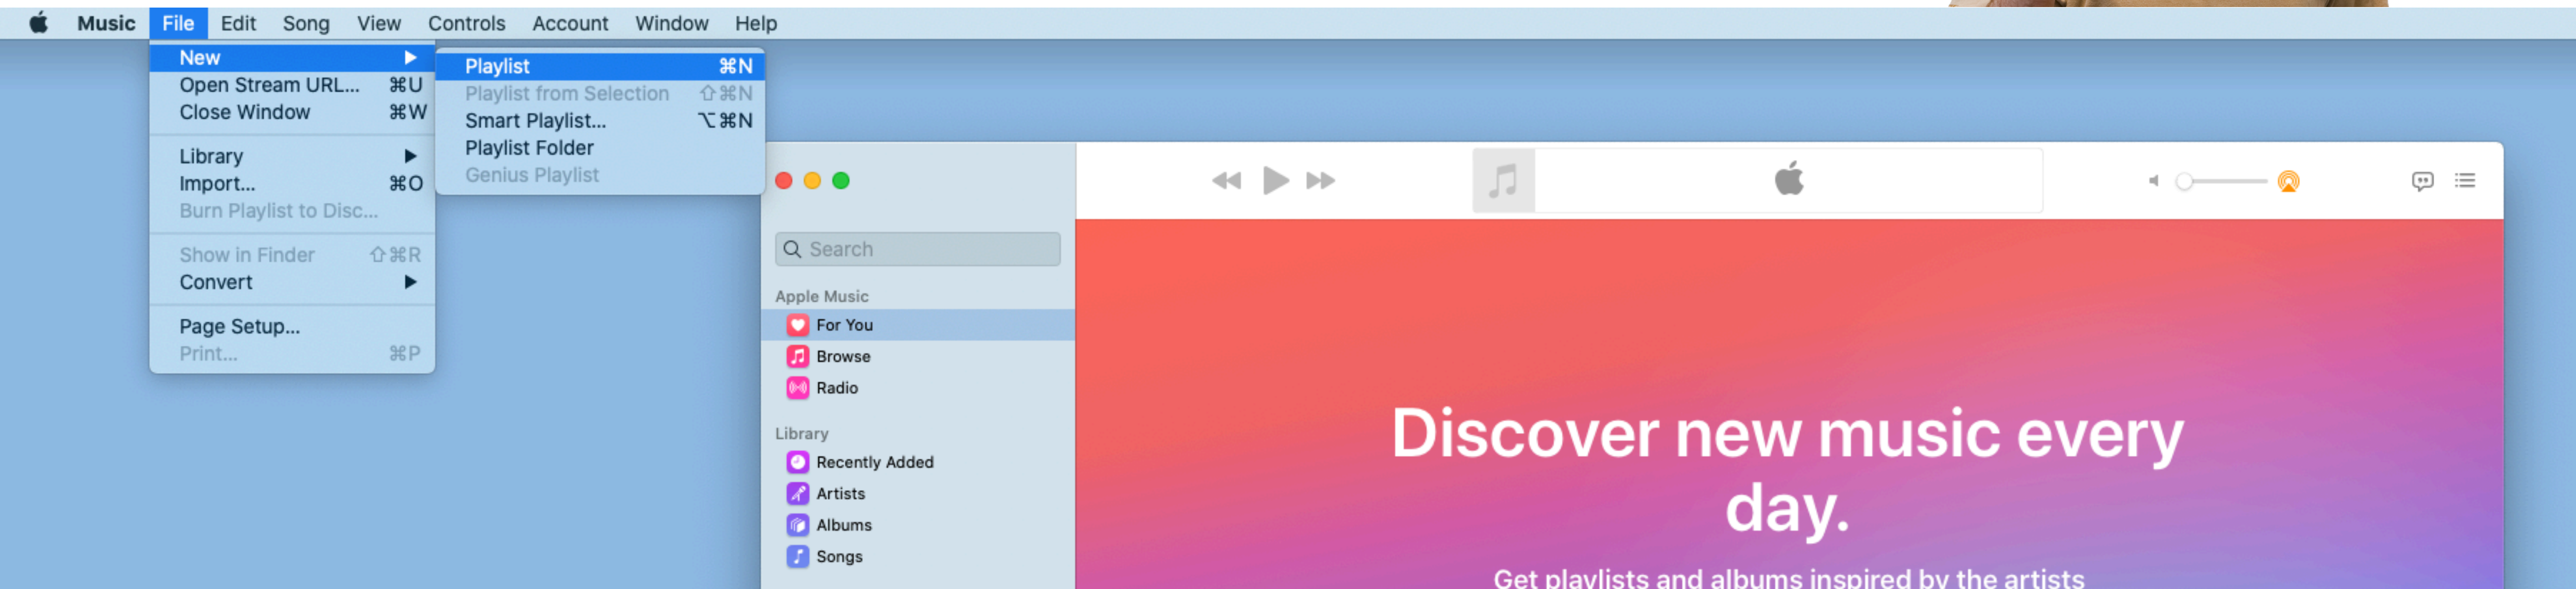 Music File Edit Song View Controls Account Window Help
New
Open Stream URL... ⌘U
Close Window ⌘W
Library
Import... ⌘O
Burn Playlist to Disc...
Show in Finder ⇧⌘R
Convert
Page Setup...
Print... ⌘P
Playlist ⌘N
Playlist from Selection ⇧⌘N
Smart Playlist... ⌥⌘N
Playlist Folder
Genius Playlist
Search
Apple Music
For You
Browse
Radio
Library
Recently Added
Artists
Albums
Songs
Discover new music every
day.
Get playlists and albums inspired by the artists